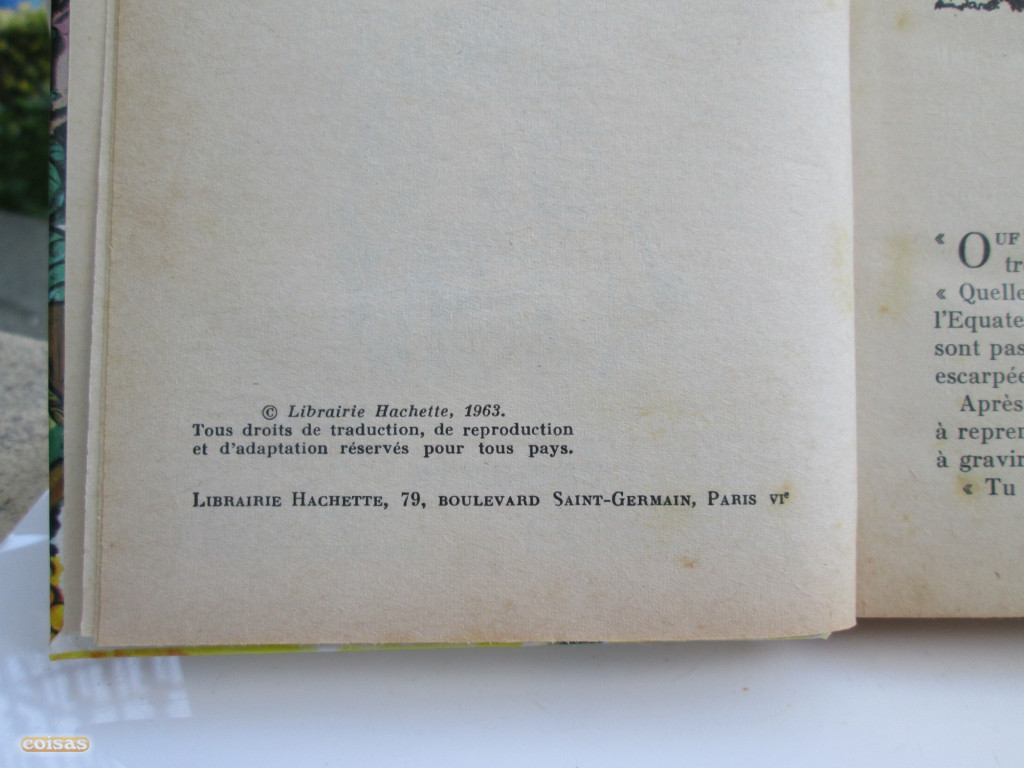 © Librairie Hachette, 1963.
Tous droits de traduction, de reproduction
et d'adaptation réservés pour tous pays.
LIBRAIRIE HACHETTE, 79, BOULEVARD SAINT-GERMAIN, PARIS VIe
« OUF
tr
« Quelle
l'Equate
sont pas
escarpée
Après
à repren
à gravir
« Tu
coisas